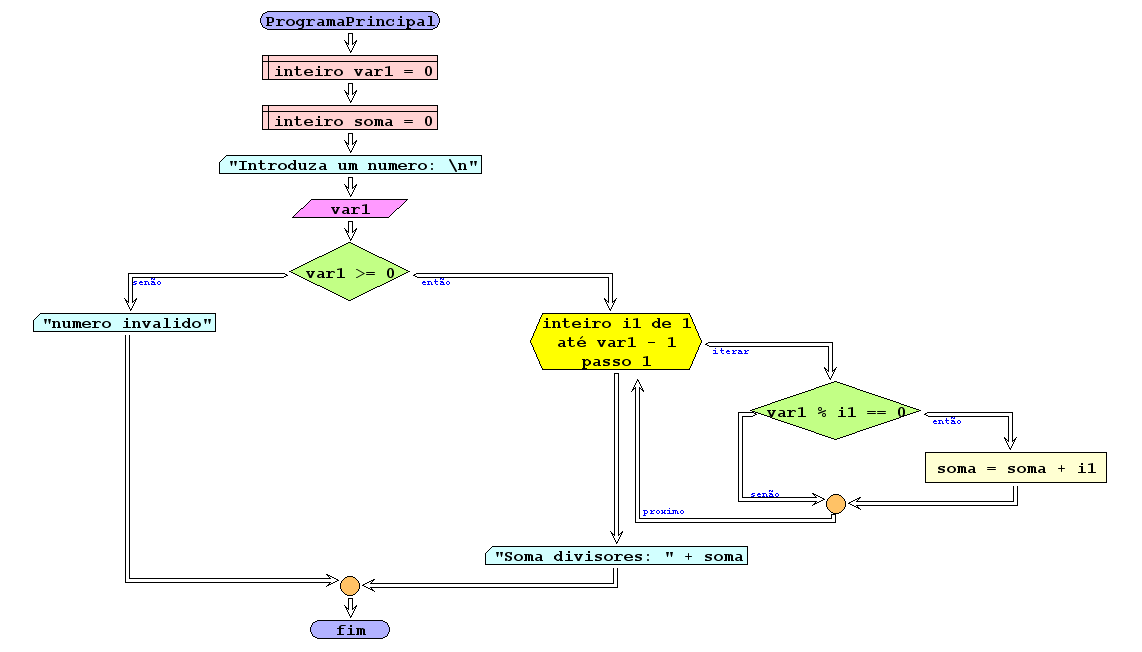 ProgramaPrincipal
inteiro var1 = 0
inteiro soma = 0
"Introduza um numero: \n"
var1
var1 >= 0
senão
então
"numero invalido"
inteiro i1 de 1
até var1 - 1
passo 1
iterar
var1 % i1 == 0
então
soma = soma + i1
senão
proximo
"Soma divisores: " + soma
fim